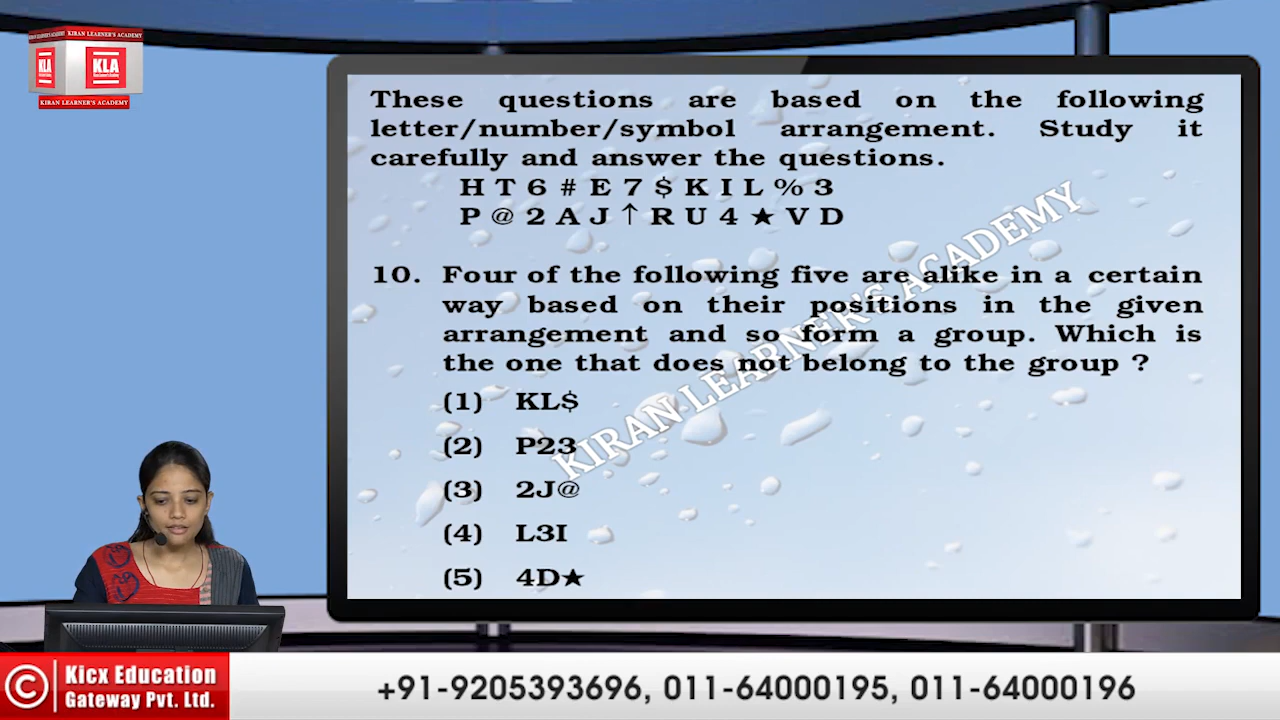 KIRAN LEARNER'S ACADEMY KIRAN LEARNER'S ACADEMY
KLA KLA
KIRAN LEARNER'S ACADEMY
These questions are based on the following
letter/number/symbol arrangement. Study it
carefully and answer the questions.
H T 6 # E 7 $ K I L % 3
P @ 2 A J ↑ R U 4 ★ V D
10. Four of the following five are alike in a certain
way based on their positions in the given
arrangement and so form a group. Which is
the one that does not belong to the group ?
(1) KL$
(2) P23
(3) 2J@
(4) L3I
(5) 4D★
KIRAN LEARNER'S ACADEMY
© Kicx Education
Gateway Pvt. Ltd.
+91-9205393696, 011-64000195, 011-64000196